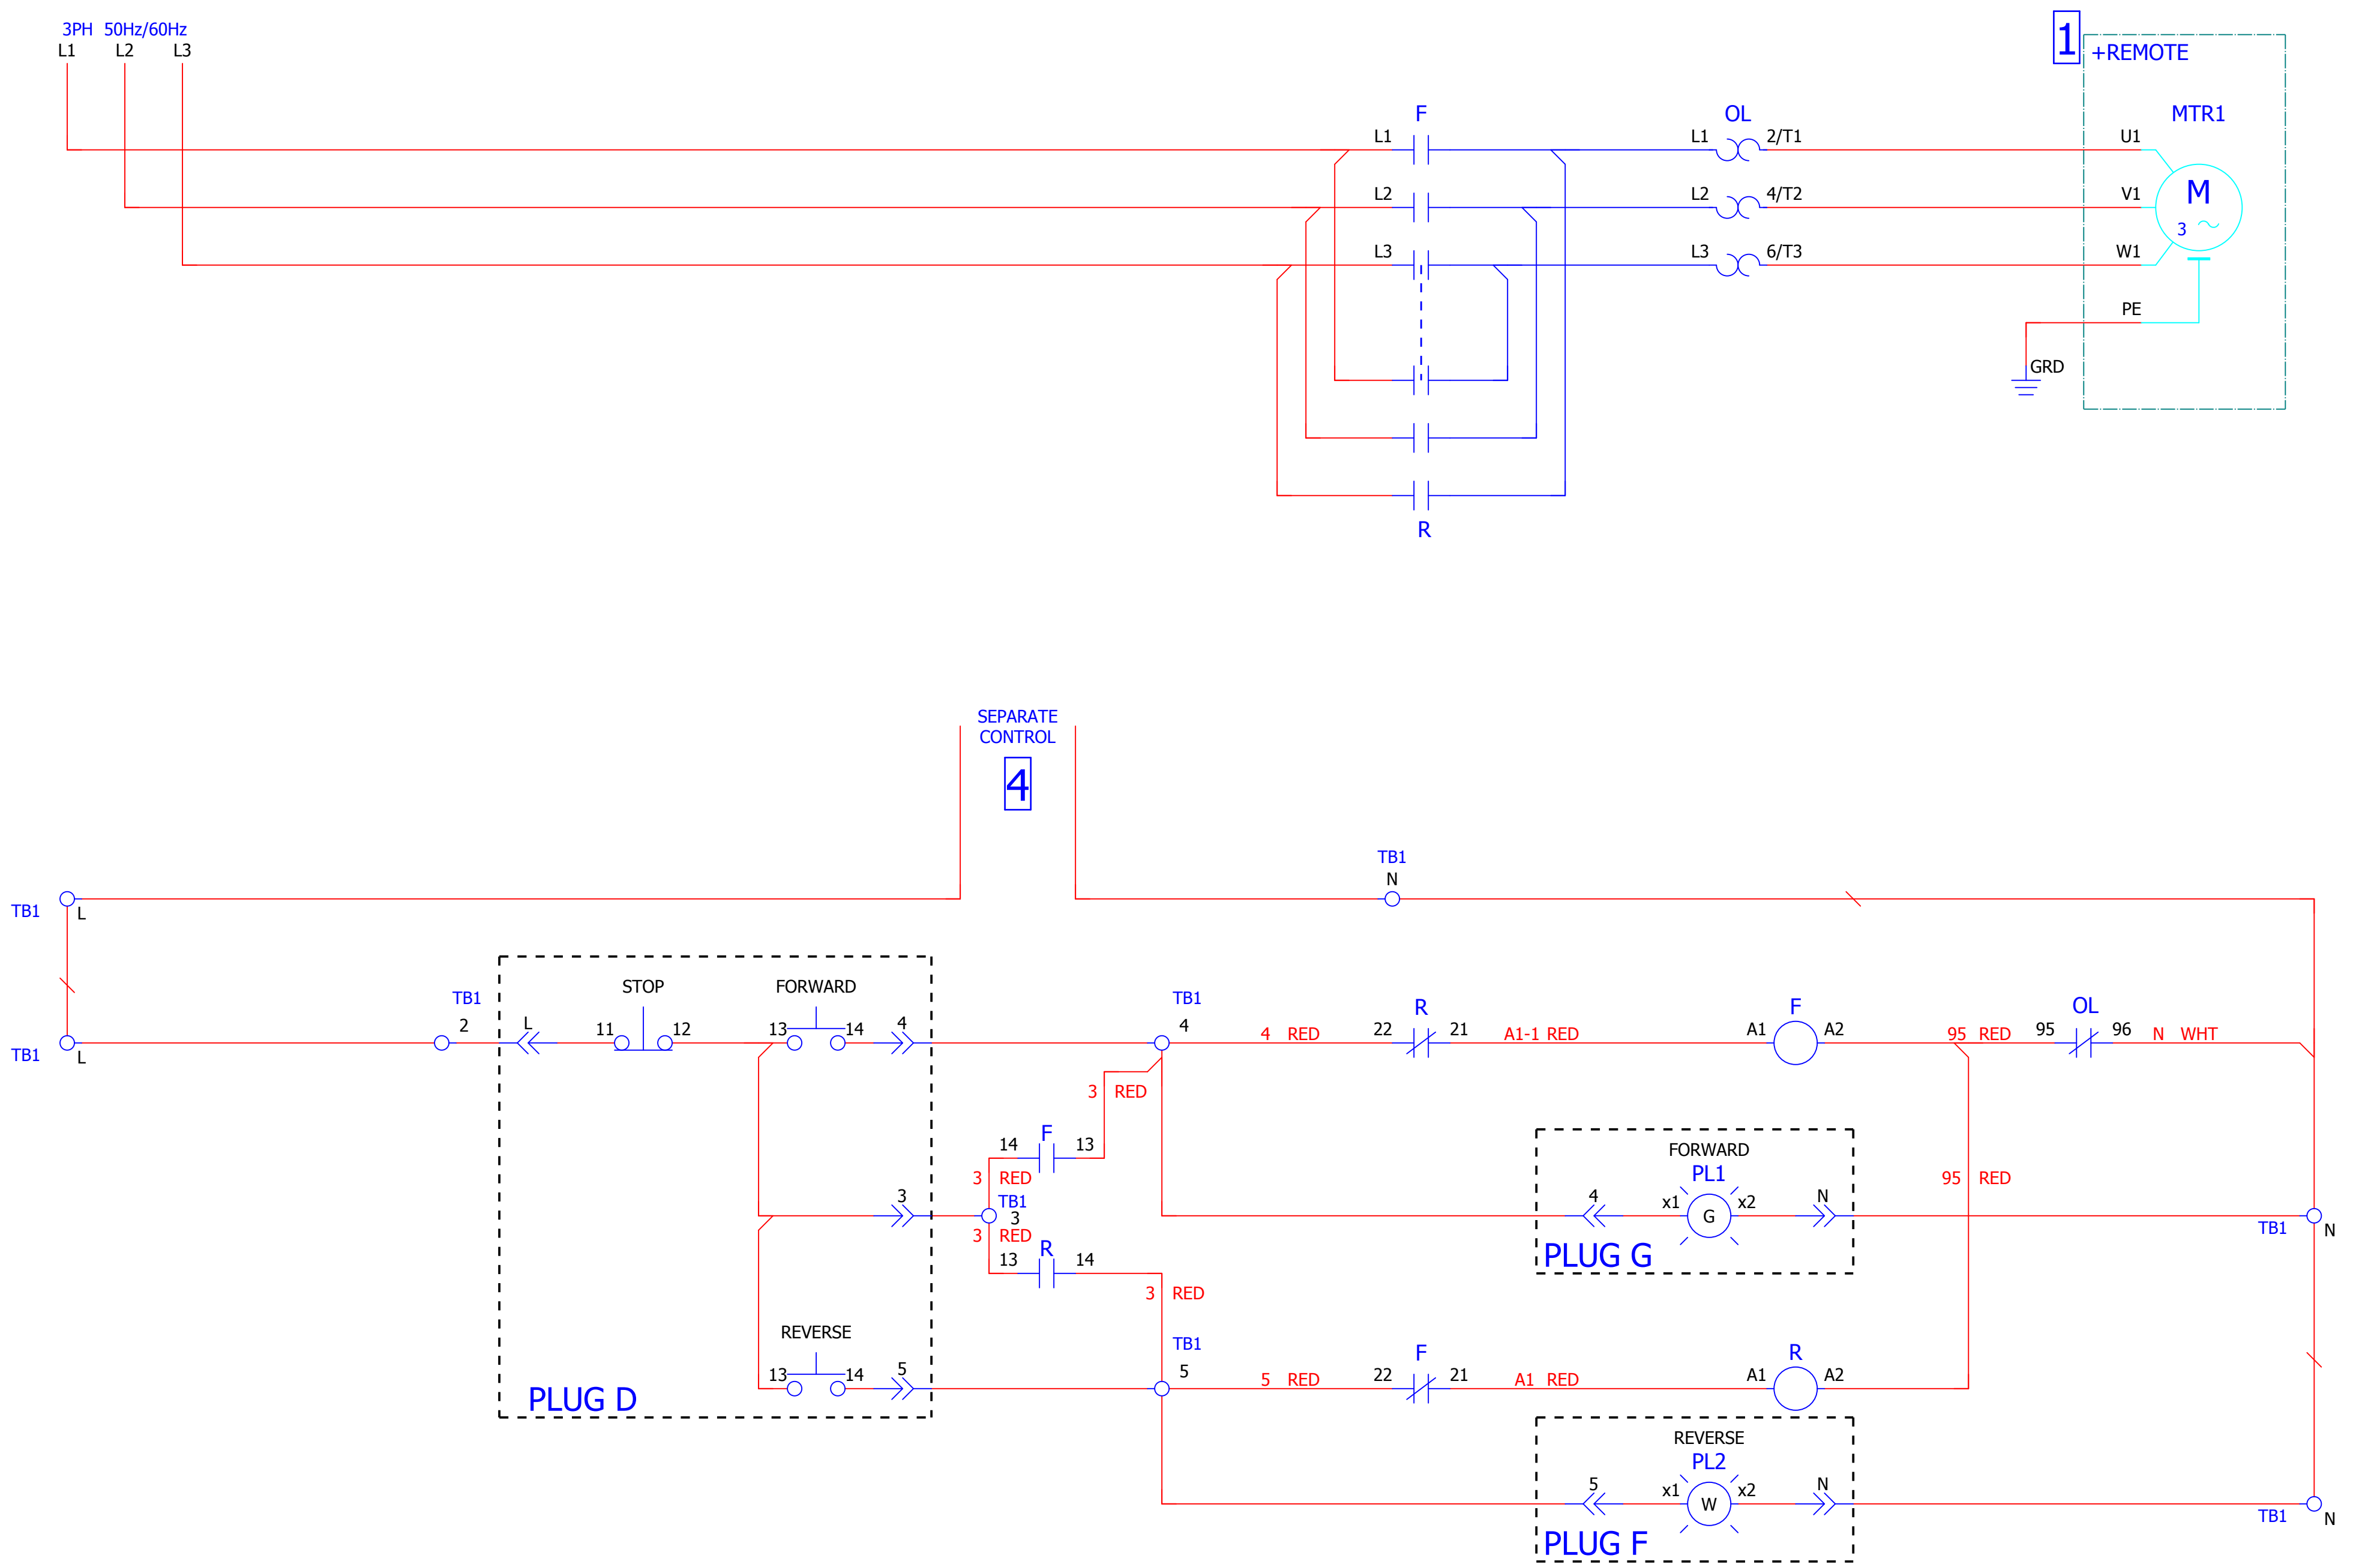 3PH 50Hz/60Hz
L1 L2 L3
1
+REMOTE
F OL MTR1
L1 L1 2/T1 U1
L2 L2 4/T2 V1
M
3
L3 L3 6/T3 W1
PE
GRD
R
SEPARATE
CONTROL
4
TB1
N
TB1 L
STOP FORWARD
TB1 TB1 R F OL
2 L 11 12 13 14 4 4
4 RED 22 21 A1-1 RED A1 A2 95 RED 95 96 N WHT
TB1 L
3 RED
F
14 13
FORWARD
PL1
3 RED
95 RED
TB1
3
3
4 x1 G x2 N
3 RED
TB1 N
R
13 14
PLUG G
3 RED
REVERSE
TB1 F R
13 14 5 5
5 RED 22 21 A1 RED A1 A2
PLUG D
REVERSE
PL2
5 x1 W x2 N
TB1 N
PLUG F